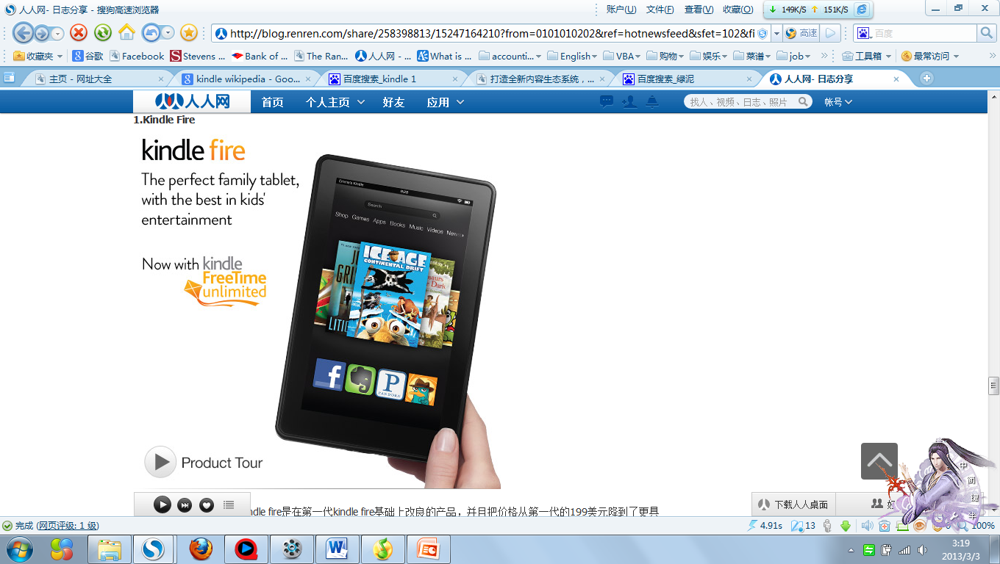 人人网- 日志分享 - 搜狗高速浏览器
账户(U) 文件(F) 查看(V) 收藏(O)
149K/S 151K/S
http://blog.renren.com/share/258398813/15247164210?from=0101010202&ref=hotnewsfeed&sfet=102&fi
高速
百度
收藏夹 谷歌 Facebook Stevens ... Bank of ... The Ran... 人人网 - ... What is ... accounti... English VBA 购物 娱乐 菜谱 job » 工具箱 最常访问 »
主页 - 网址大全 kindle wikipedia - Goo... 百度搜索_kindle 1 打造全新内容生态系统，... 百度搜索_绿泥 人人网- 日志分享
人人网 首页 个人主页 好友 应用 找人、视频、日志、照片 帐号
1.Kindle Fire
kindle fire
The perfect family tablet,
with the best in kids'
entertainment
Now with kindle
FreeTime
unlimited
Emma's Kindle 9:28
Search
Shop Games Apps Books Music Videos News
ICE AGE
CONTINENTAL DRIFT
PANDORA
Product Tour
dle fire是在第一代kindle fire基础上改良的产品，并且把价格从第一代的199美元降到了更具
下载人人桌面
好
中
简
搜
半
完成 (网页评级: 1 级)
4.91s 13 100%
3:19
2013/3/3